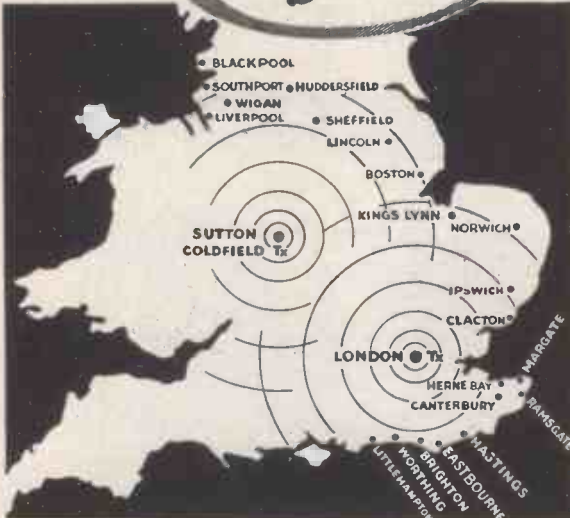 BLACKPOOL
SOUTHPORT
HUDDERSFIELD
WIGAN
LIVERPOOL
SHEFFIELD
LINCOLN
BOSTON
KINGS LYNN
NORWICH
SUTTON
COLDFIELD Tx
IPSWICH
CLACTON
LONDON Tx
MARGATE
HERNE BAY
CANTERBURY
RAMSGATE
HASTINGS
EASTBOURNE
BRIGHTON
WORTHING
LITTLEHAMPTON